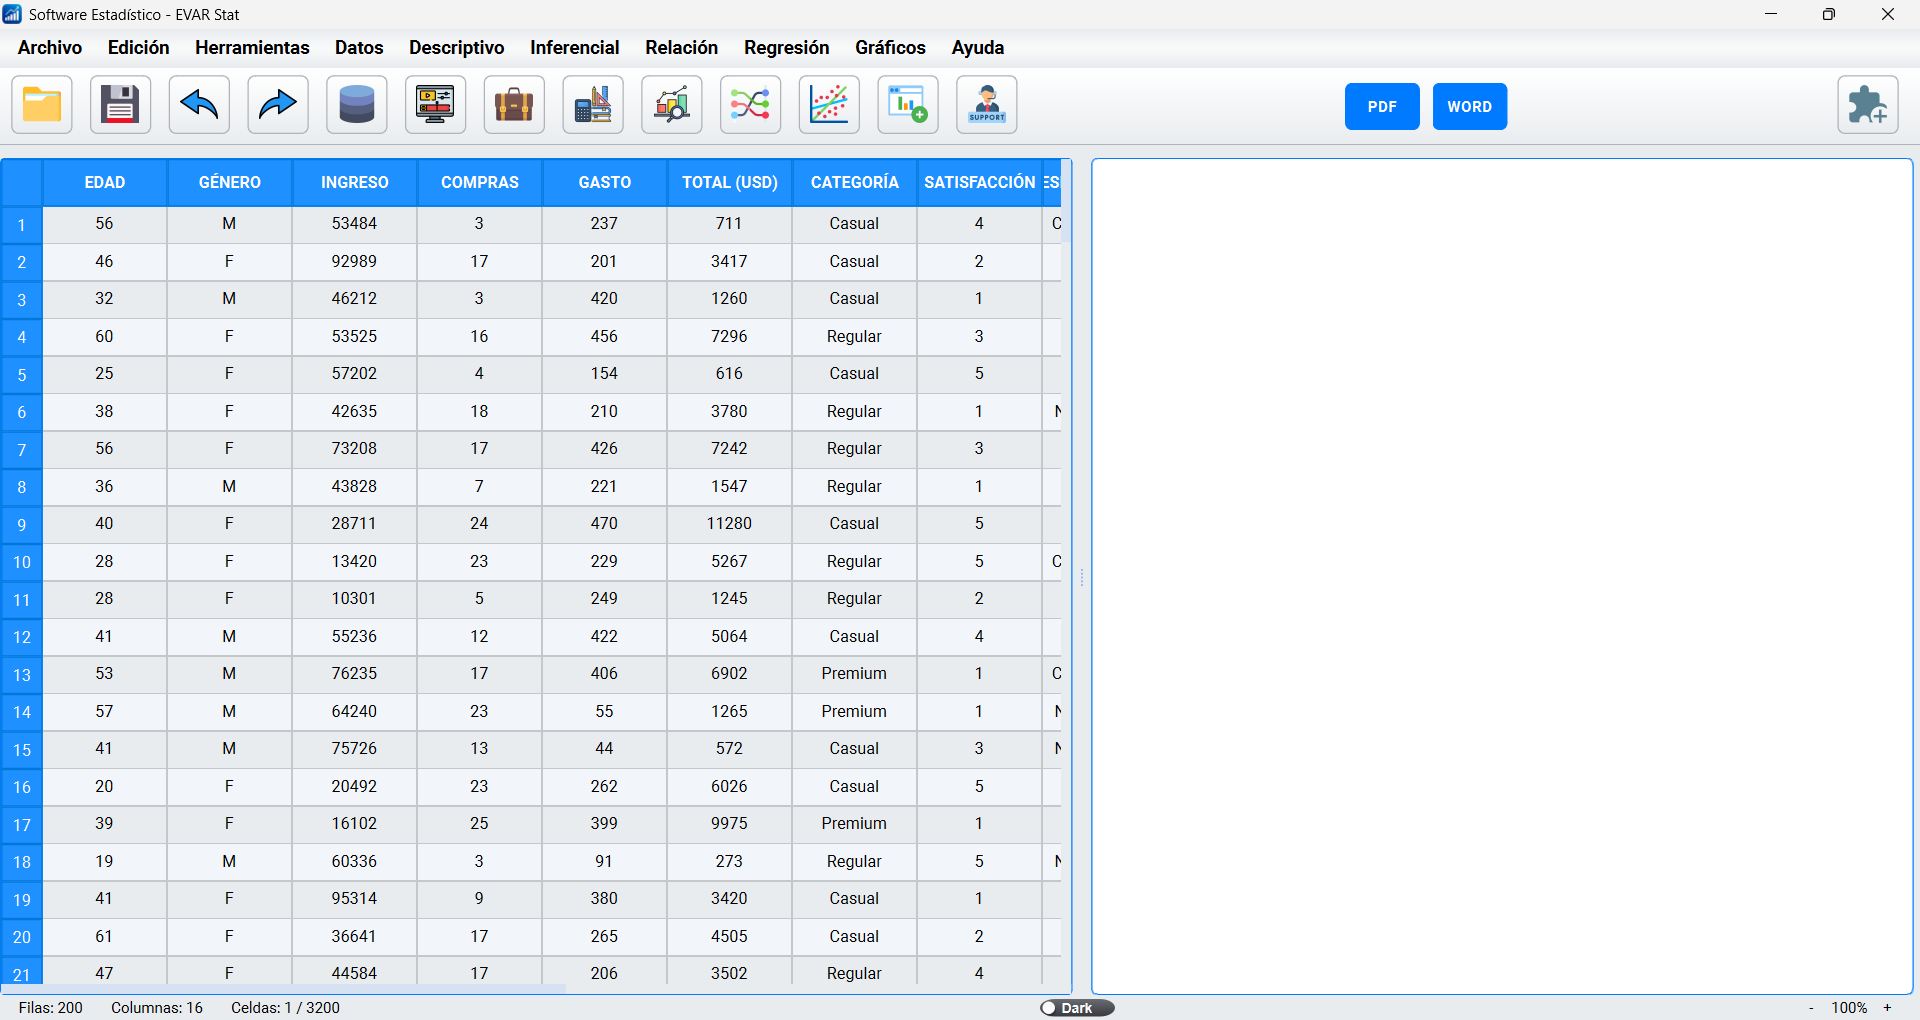 Software Estadístico - EVAR Stat
Archivo Edición Herramientas Datos Descriptivo Inferencial Relación Regresión Gráficos Ayuda
SUPPORT PDF WORD
EDAD GÉNERO INGRESO COMPRAS GASTO TOTAL (USD) CATEGORÍA SATISFACCIÓN
1 56 M 53484 3 237 711 Casual 4
2 46 F 92989 17 201 3417 Casual 2
3 32 M 46212 3 420 1260 Casual 1
4 60 F 53525 16 456 7296 Regular 3
5 25 F 57202 4 154 616 Casual 5
6 38 F 42635 18 210 3780 Regular 1
7 56 F 73208 17 426 7242 Regular 3
8 36 M 43828 7 221 1547 Regular 1
9 40 F 28711 24 470 11280 Casual 5
10 28 F 13420 23 229 5267 Regular 5
11 28 F 10301 5 249 1245 Regular 2
12 41 M 55236 12 422 5064 Casual 4
13 53 M 76235 17 406 6902 Premium 1
14 57 M 64240 23 55 1265 Premium 1
15 41 M 75726 13 44 572 Casual 3
16 20 F 20492 23 262 6026 Casual 5
17 39 F 16102 25 399 9975 Premium 1
18 19 M 60336 3 91 273 Regular 5
19 41 F 95314 9 380 3420 Casual 1
20 61 F 36641 17 265 4505 Casual 2
21 47 F 44584 17 206 3502 Regular 4
Filas: 200 Columnas: 16 Celdas: 1 / 3200 Dark - 100% +